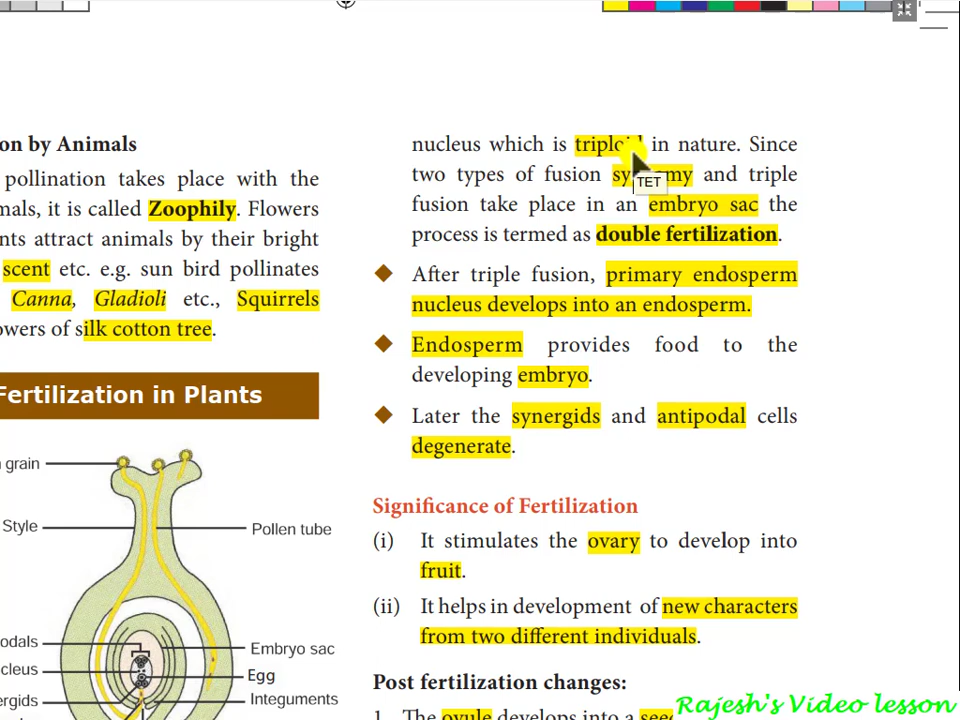 on by Animals
pollination takes place with the
mals, it is called Zoophily. Flowers
nts attract animals by their bright
scent etc. e.g. sun bird pollinates
Canna, Gladioli etc., Squirrels
owers of silk cotton tree.
Fertilization in Plants
grain
Style
Pollen tube
odals
Embryo sac
cleus
Egg
ergids
Integuments
nucleus which is triploid in nature. Since
two types of fusion syngamy and triple
fusion take place in an embryo sac the
process is termed as double fertilization.
TET
After triple fusion, primary endosperm
nucleus develops into an endosperm.
Endosperm provides food to the
developing embryo.
Later the synergids and antipodal cells
degenerate.
Significance of Fertilization
(i) It stimulates the ovary to develop into
fruit.
(ii) It helps in development of new characters
from two different individuals.
Post fertilization changes:
1. The ovule develops into a seed
Rajesh's Video lesson